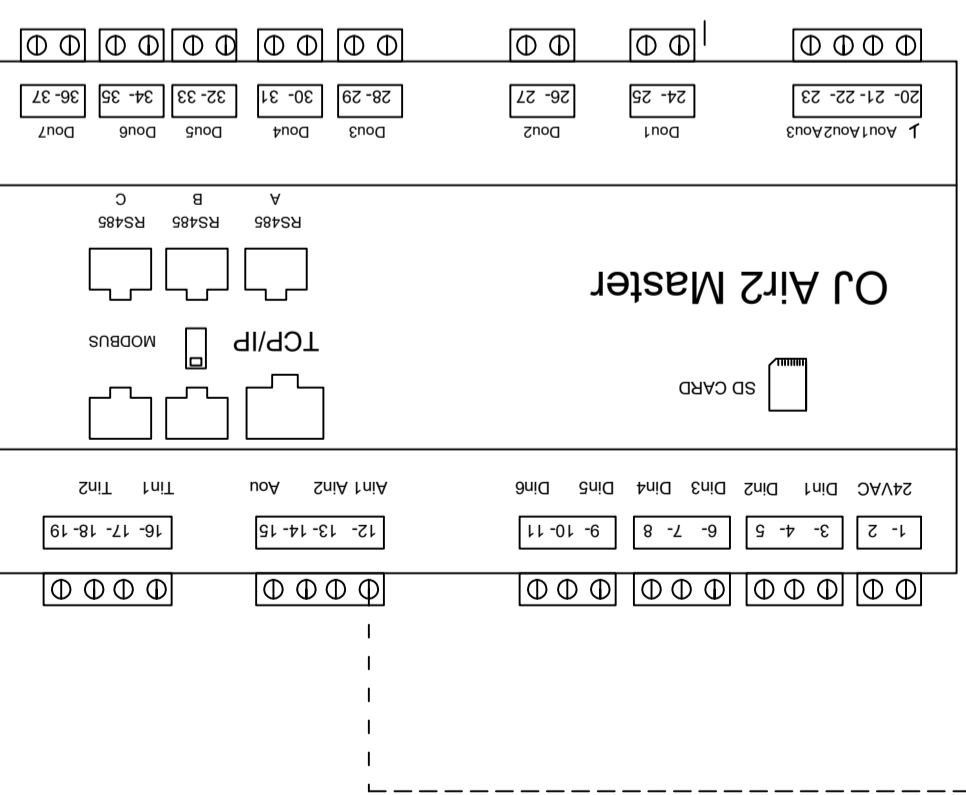 1- 2 3- 4- 5 6- 7- 8 9- 10- 11 12- 13- 14- 15 16- 17- 18- 19
24VAC Din1 Din2 Din3 Din4 Din5 Din6 Ain1 Ain2 Aou Tin1 Tin2
SD CARD
TCP/IP MODBUS
OJ Air2 Master
RS485 RS485 RS485
A B C
Aou1Aou2Aou3 Dou1 Dou2 Dou3 Dou4 Dou5 Dou6 Dou7
20- 21- 22- 23 24- 25 26- 27 28- 29 30- 31 32- 33 34- 35 36- 37